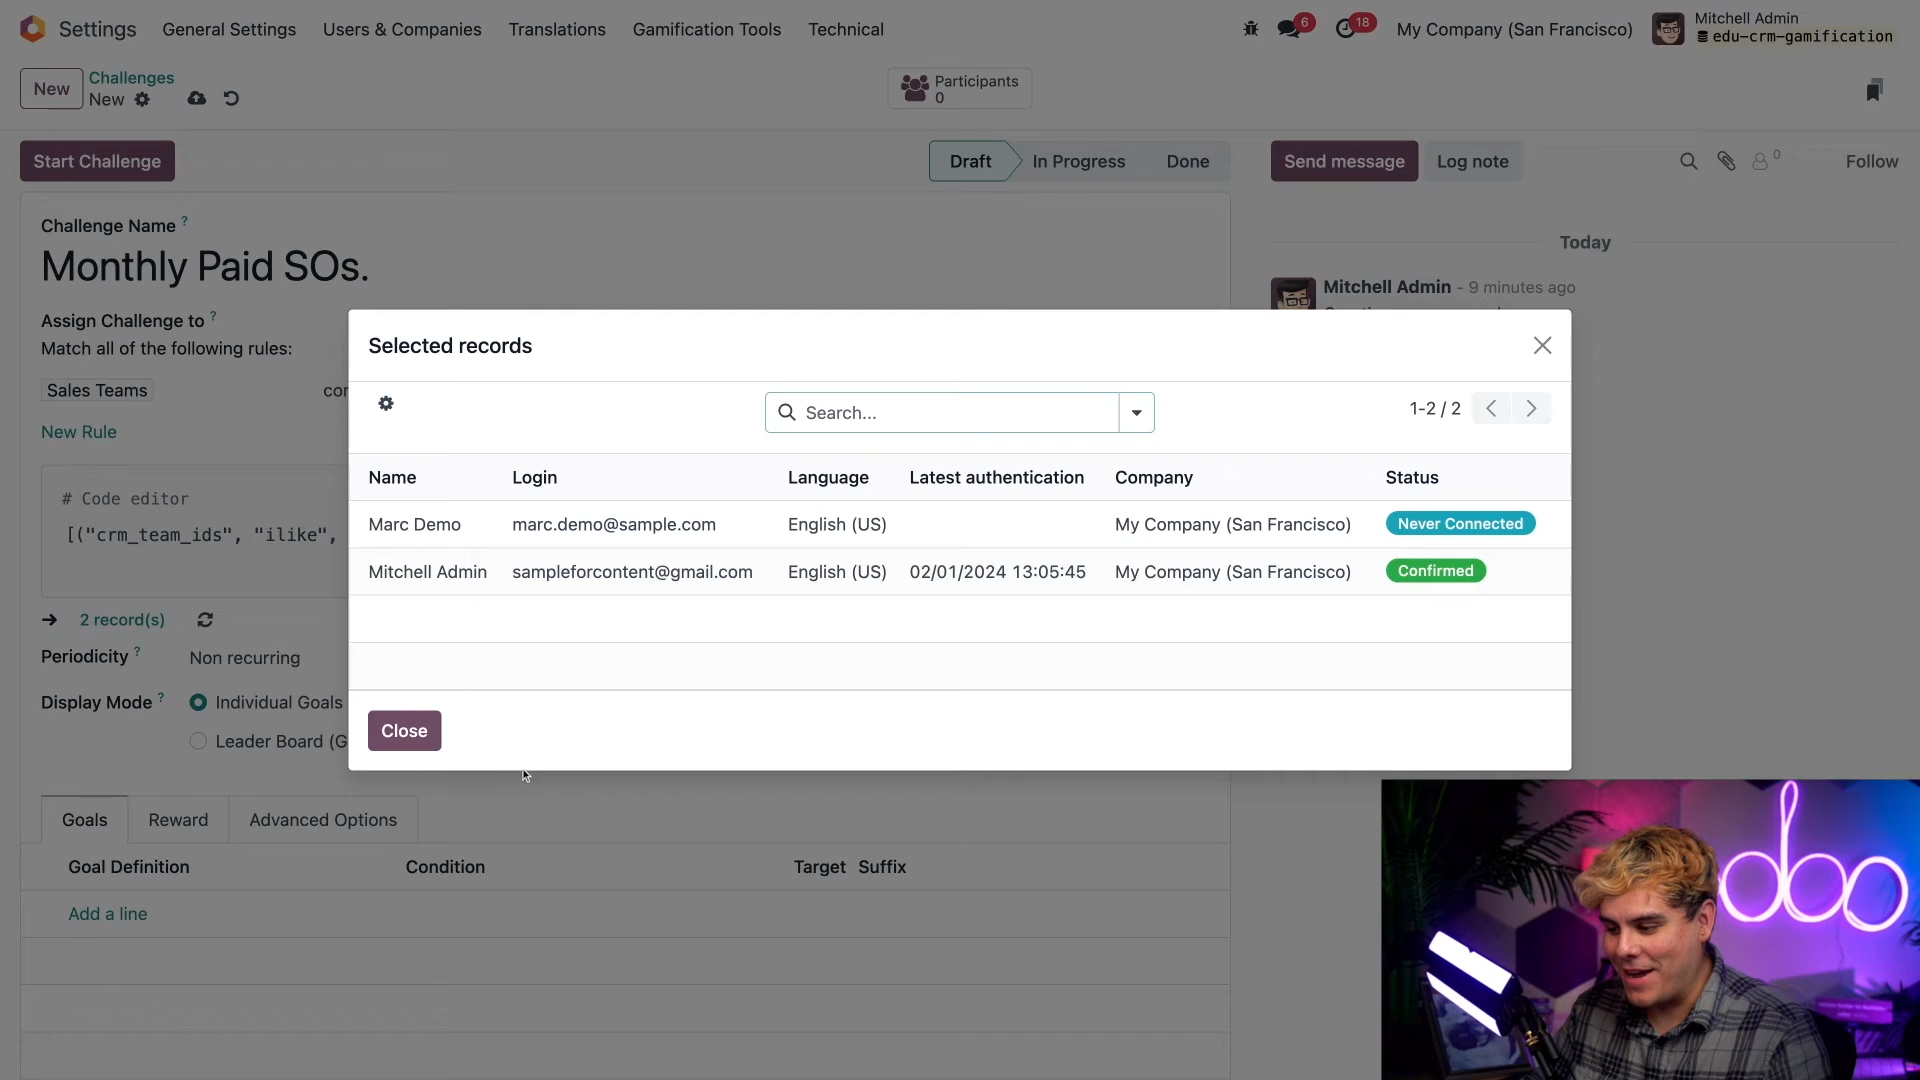 Settings General Settings Users & Companies Translations Gamification Tools Technical 6 18 My Company (San Francisco) Mitchell Admin
edu-crm-gamification
New Challenges
New
Participants
0
Start Challenge Draft In Progress Done Send message Log note 0 Follow
Challenge Name ?
Monthly Paid SOs.
Today
Mitchell Admin - 9 minutes ago
Assign Challenge to ?
Match all of the following rules:
Sales Teams
New Rule
# Code editor
[("crm_team_ids", "ilike",
2 record(s)
Periodicity ? Non recurring
Display Mode ? Individual Goals
Leader Board (G
Selected records
Search...
1-2 / 2
Name Login Language Latest authentication Company Status
Marc Demo marc.demo@sample.com English (US) My Company (San Francisco) Never Connected
Mitchell Admin sampleforcontent@gmail.com English (US) 02/01/2024 13:05:45 My Company (San Francisco) Confirmed
Close
Goals Reward Advanced Options
Goal Definition Condition Target Suffix
Add a line